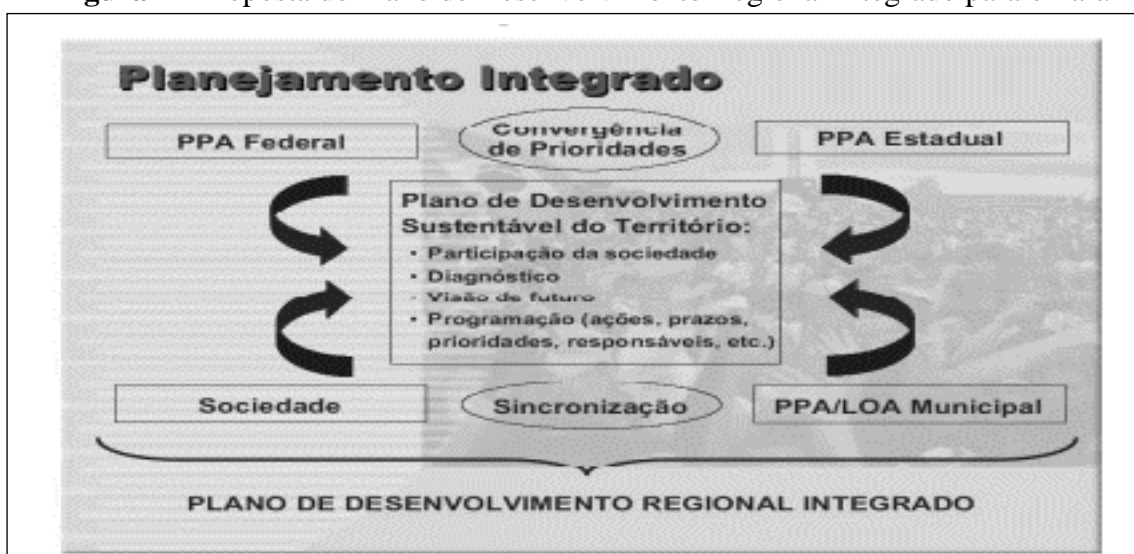 Planejamento Integrado
PPA Federal
Convergência
de Prioridades
PPA Estadual
Plano de Desenvolvimento
Sustentável do Território:
• Participação da sociedade
• Diagnóstico
- Visão de futuro
• Programação (ações, prazos,
prioridades, responsáveis, etc.)
Sociedade
Sincronização
PPA/LOA Municipal
PLANO DE DESENVOLVIMENTO REGIONAL INTEGRADO